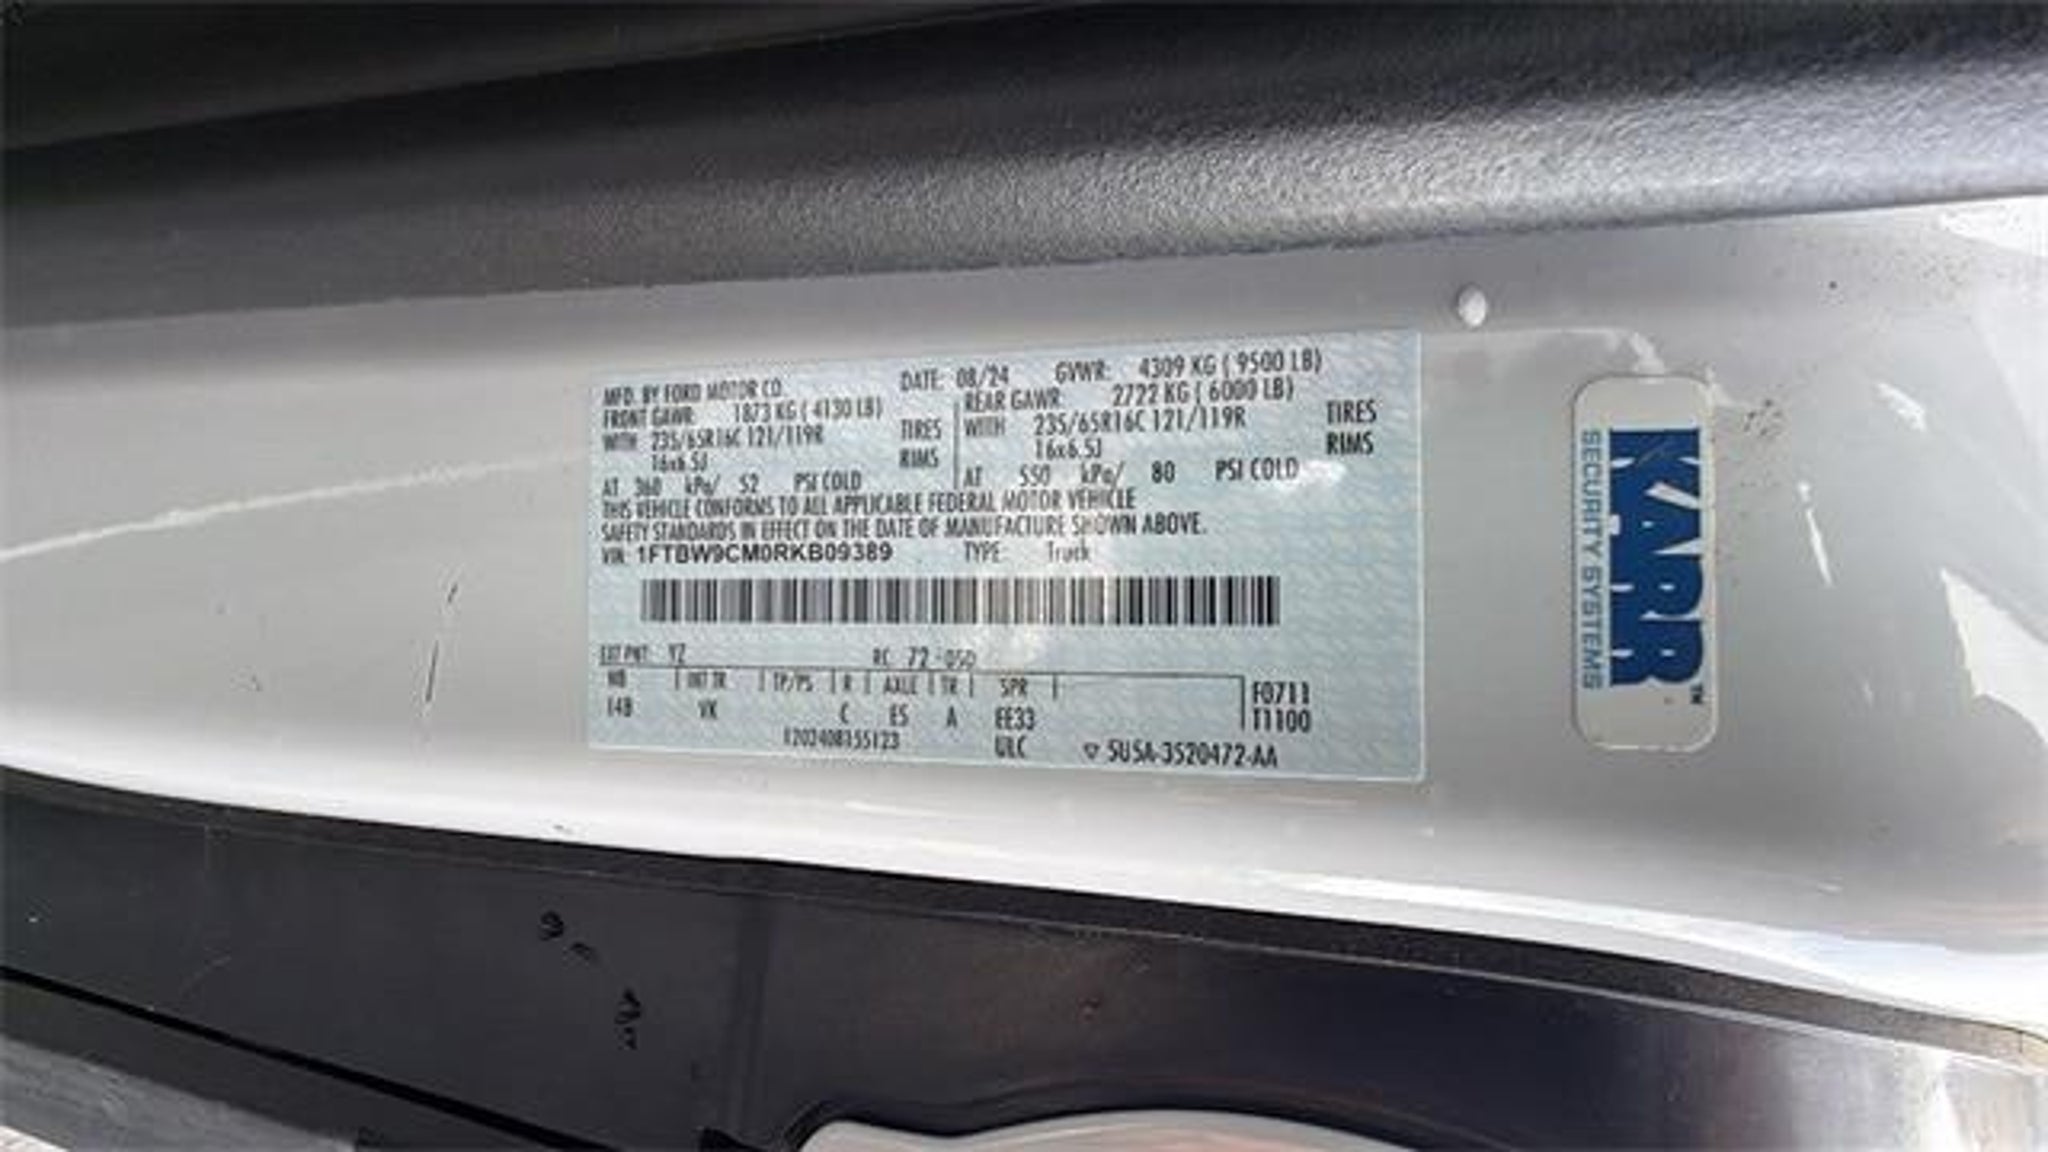 MFD. BY FORD MOTOR CO. DATE: 08/24 GVWR: 4309 KG ( 9500 LB)
FRONT GAWR: 1873 KG ( 4130 LB) REAR GAWR: 2722 KG ( 6000 LB)
WITH 235/65R16C 121/119R TIRES WITH 235/65R16C 121/119R TIRES
16x6.5J RIMS 16x6.5J RIMS
AT 360 kPa/ 52 PSI COLD AT 550 kPa/ 80 PSI COLD
THIS VEHICLE CONFORMS TO ALL APPLICABLE FEDERAL MOTOR VEHICLE
SAFETY STANDARDS IN EFFECT ON THE DATE OF MANUFACTURE SHOWN ABOVE.
VIN: 1FTBW9CM0RKB09389 TYPE: Truck
EXT PNT: YZ RC: 72 -DSO
WB INT TR TP/PS R AXLE TR SPR F0711
148 VK C E5 A EE33 T1100
ULC
▽ 5U5A-3520472-AA
KARR™
SECURITY SYSTEMS